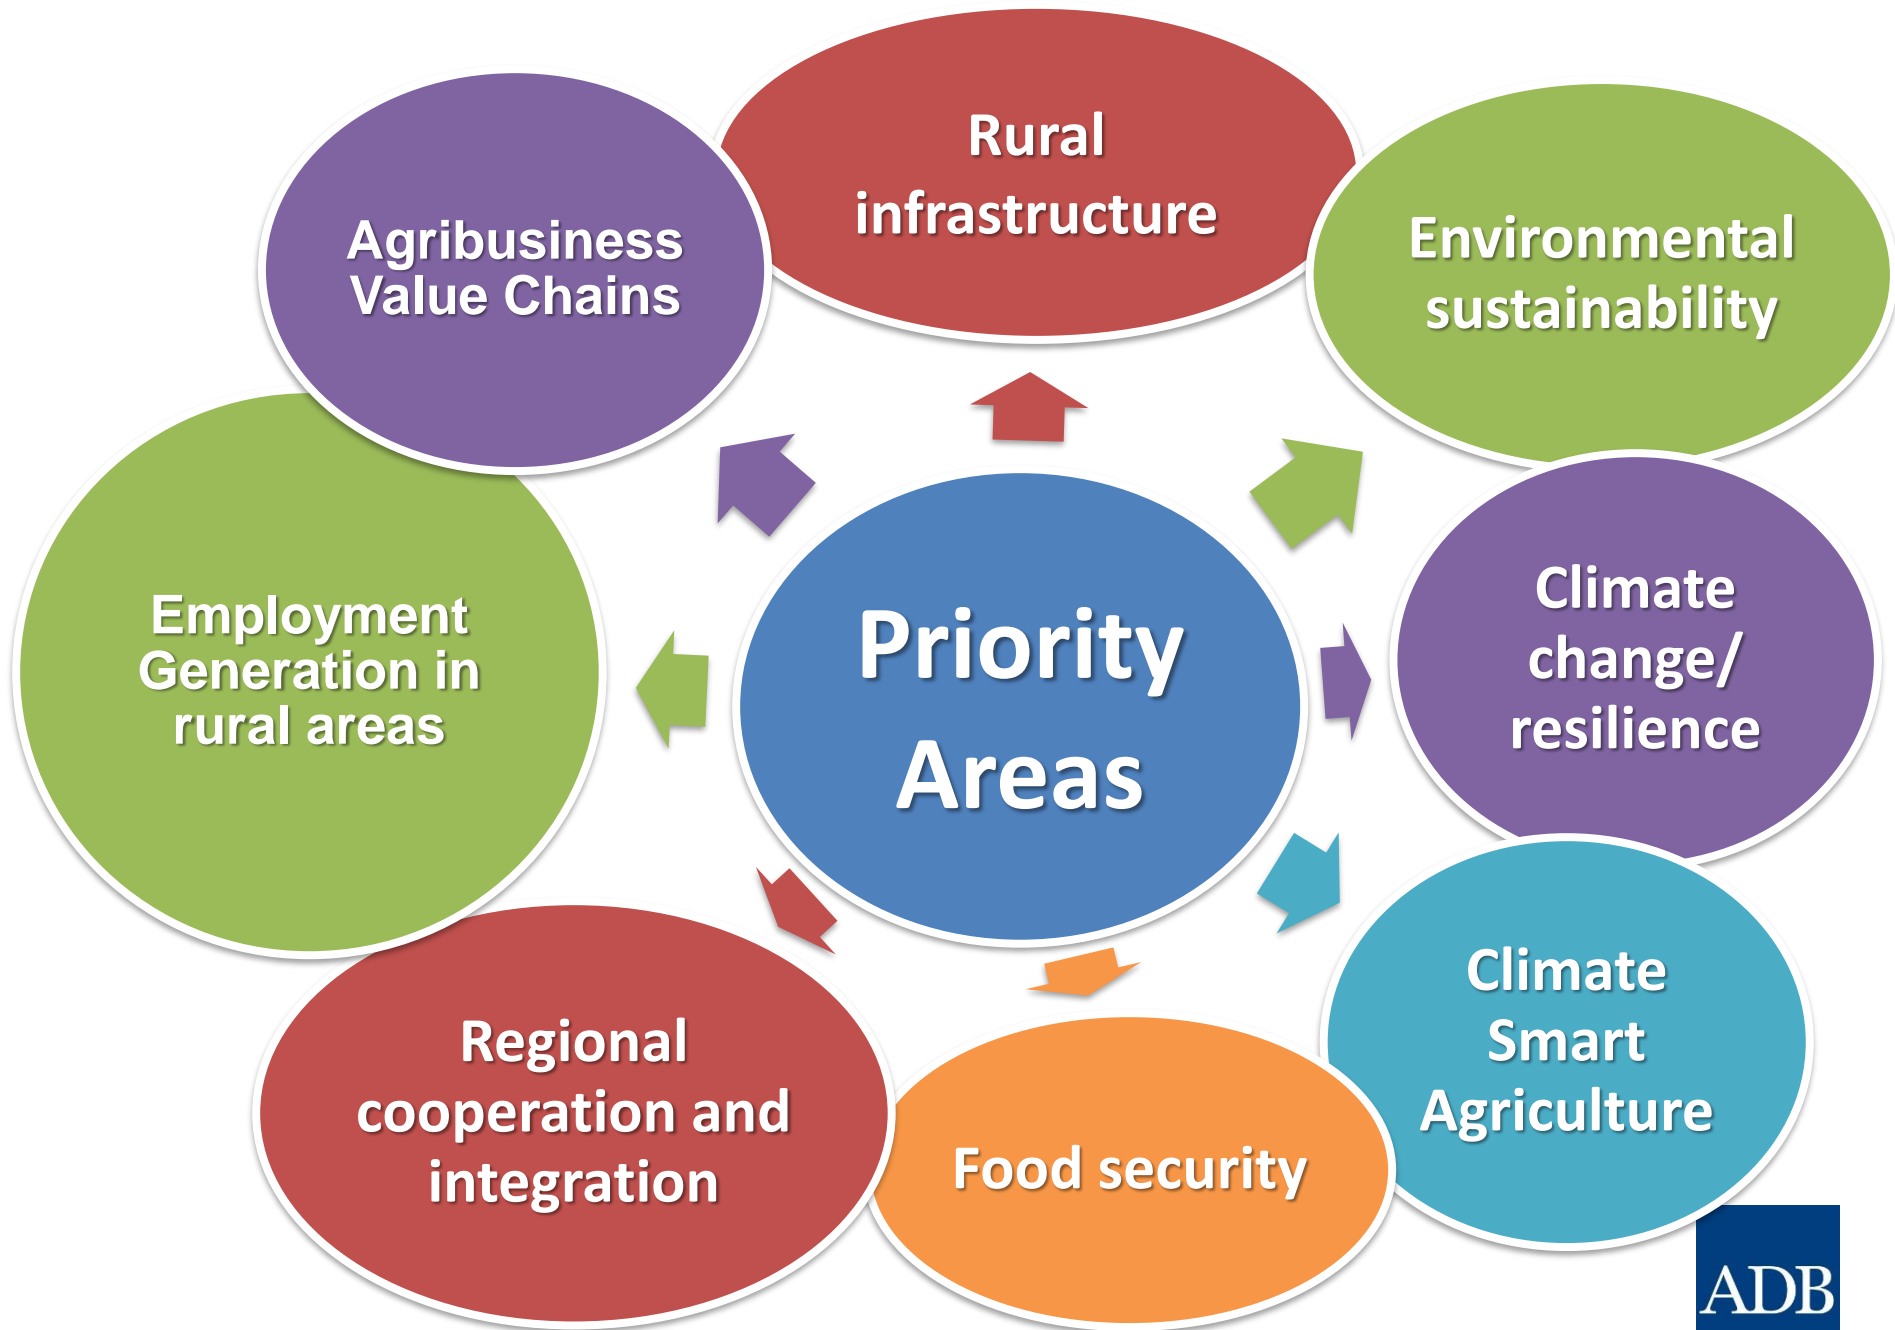 Rural
infrastructure
Environmental
sustainability
Climate
change/
resilience
Climate
Smart
Agriculture
Food security
Regional
cooperation and
integration
Employment
Generation in
rural areas
Agribusiness
Value Chains
Priority
Areas
ADB